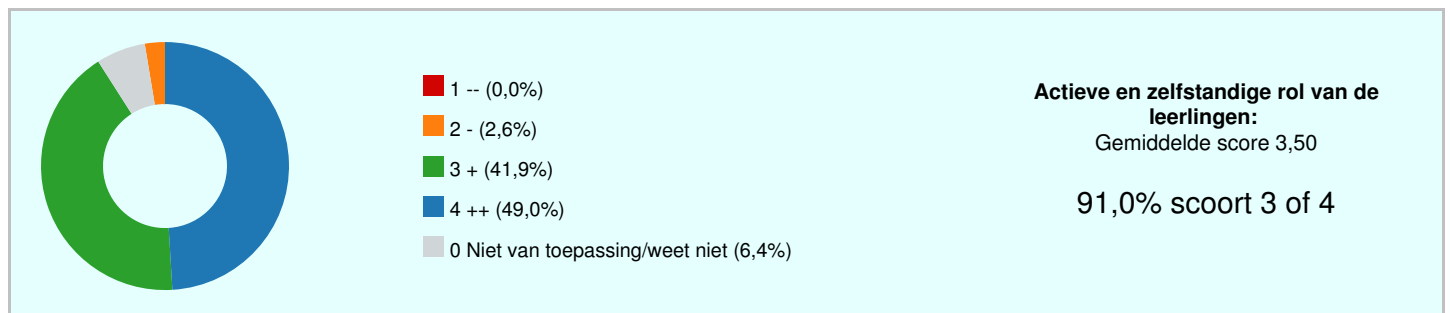 1 -- (0,0%)
2 - (2,6%)
3 + (41,9%)
4 ++ (49,0%)
0 Niet van toepassing/weet niet (6,4%)
Actieve en zelfstandige rol van de
leerlingen:
Gemiddelde score 3,50
91,0% scoort 3 of 4